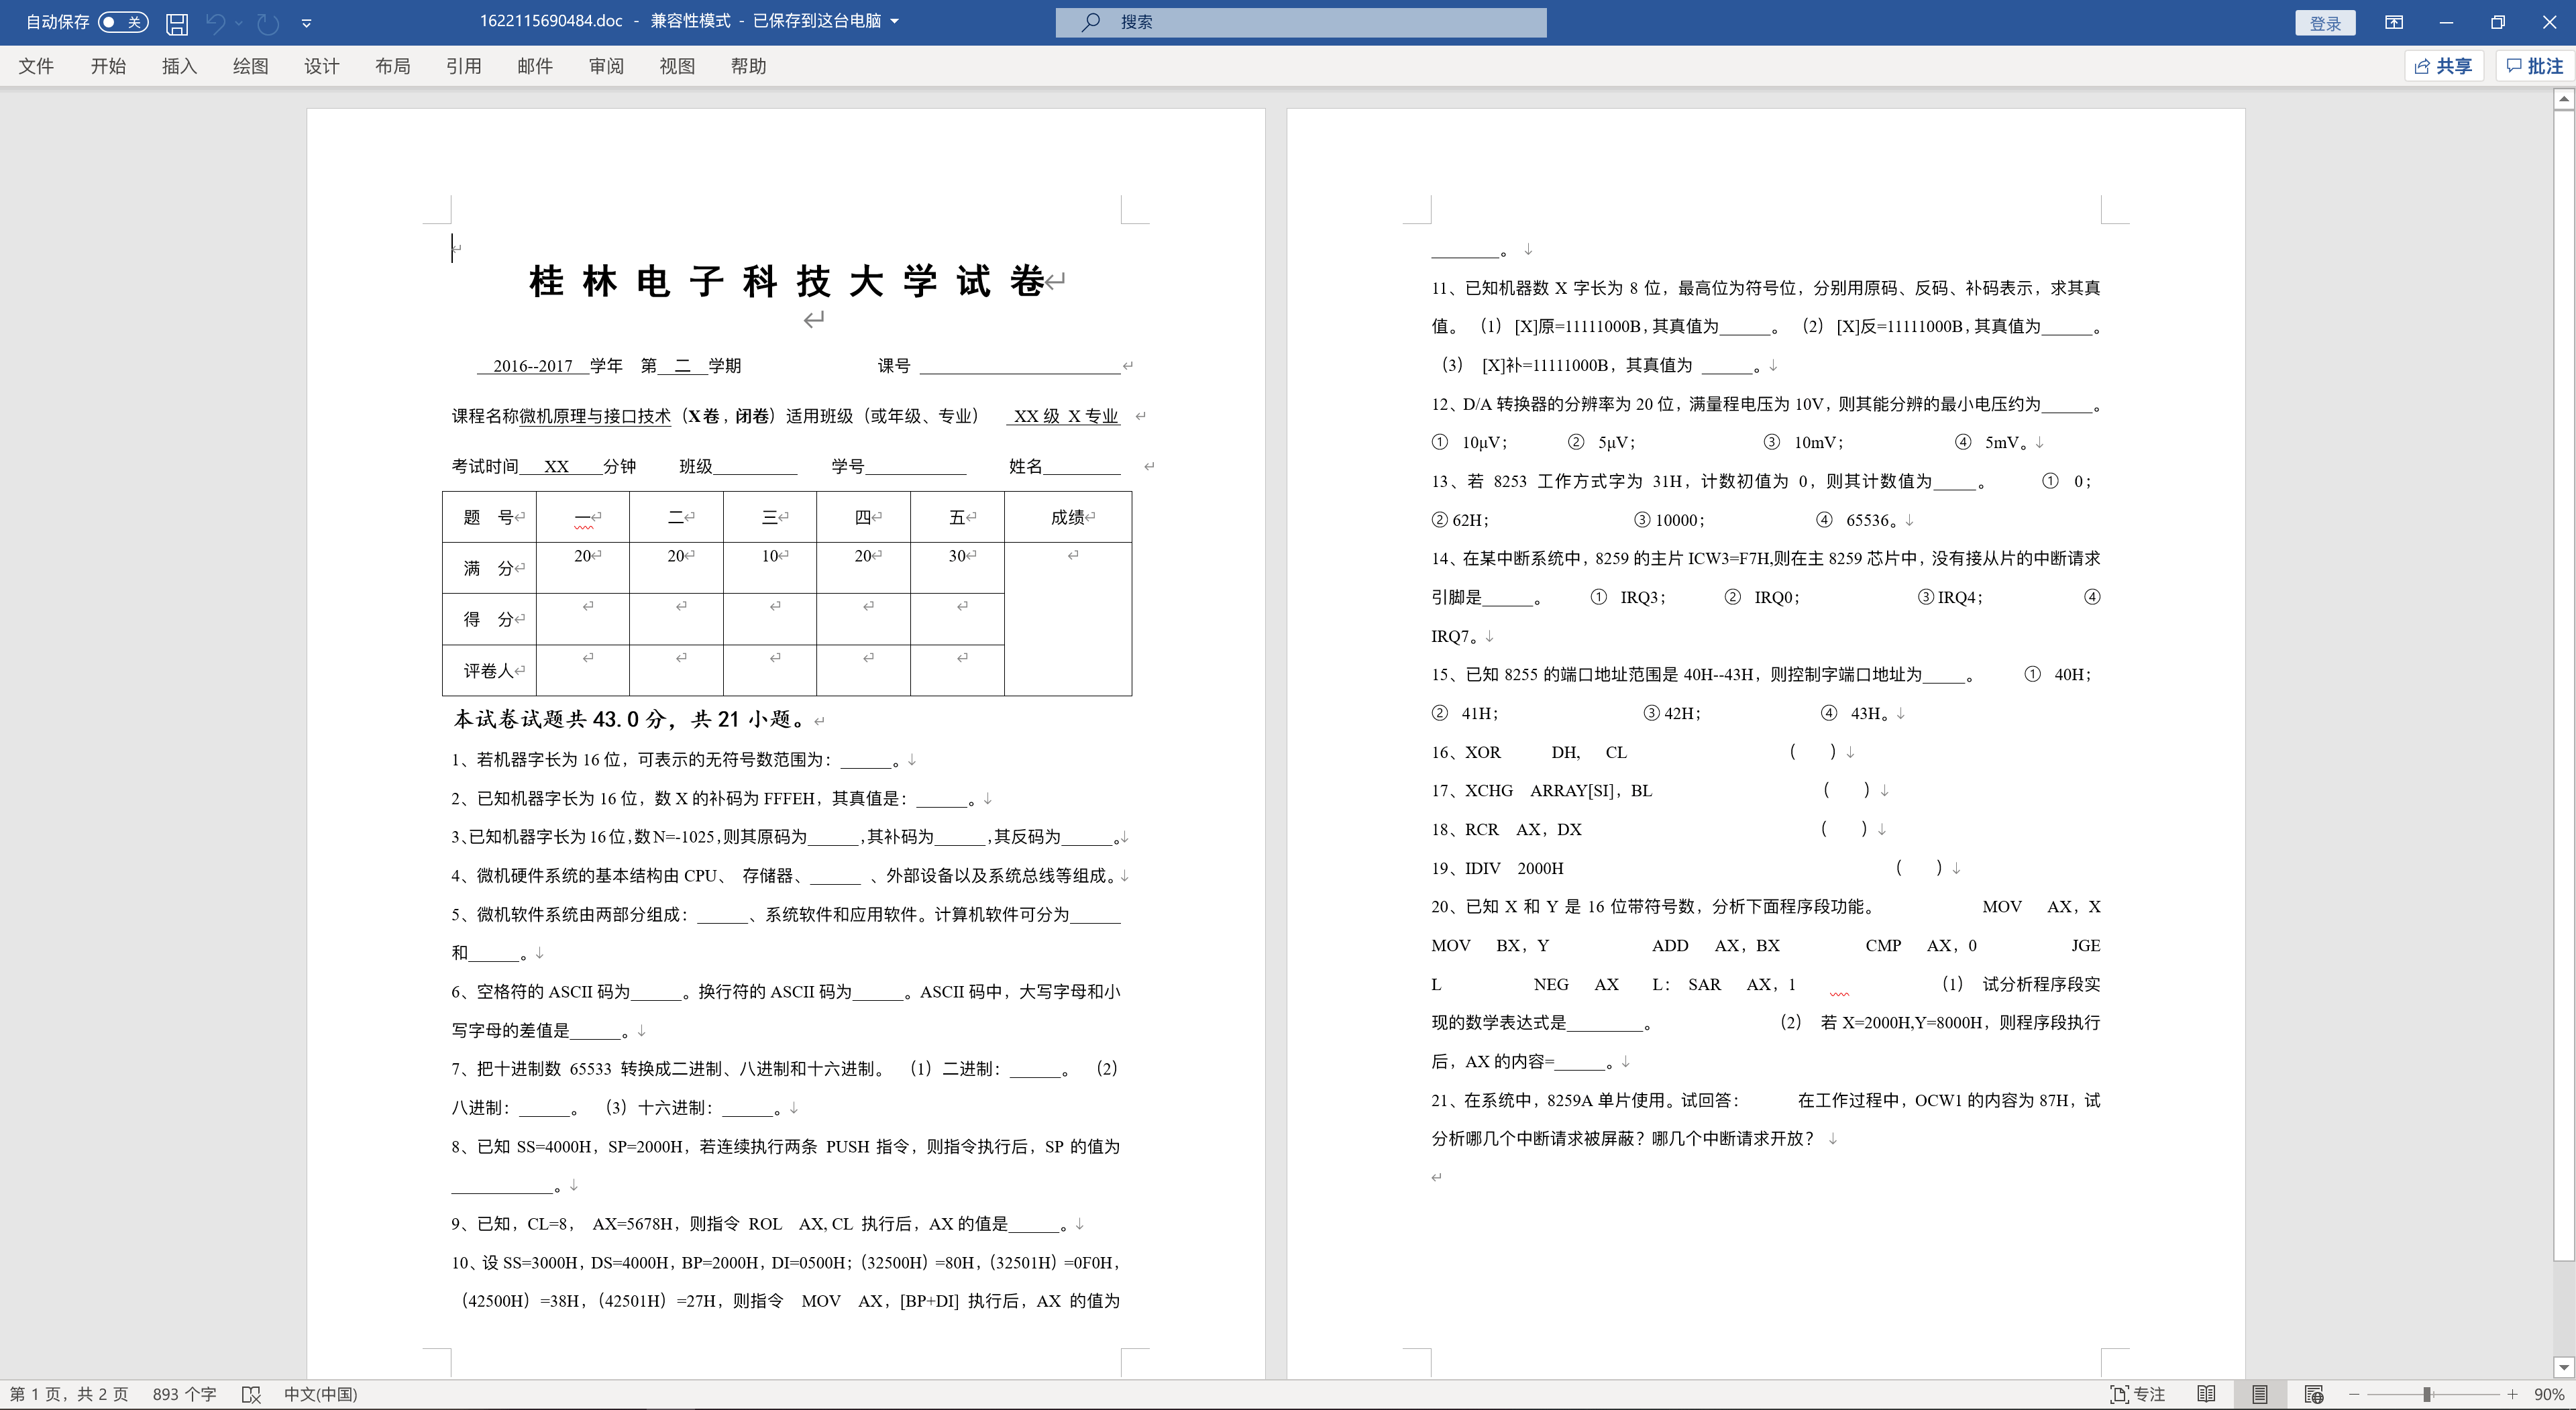 自动保存 关 1622115690484.doc - 兼容性模式 - 已保存到这台电脑 搜索 登录
文件 开始 插入 绘图 设计 布局 引用 邮件 审阅 视图 帮助 共享 批注
桂林电子科技大学试卷
2016--2017 学年 第 二 学期 课号 ____________
课程名称微机原理与接口技术（X卷，闭卷）适用班级（或年级、专业） XX 级 X 专业
考试时间 XX 分钟 班级__________ 学号____________ 姓名_________
题 号 一 二 三 四 五 成绩
满 分 20 20 10 20 30
得 分
评卷人
本试卷试题共 43.0 分，共 21 小题。
1、若机器字长为 16 位，可表示的无符号数范围为：______。
2、已知机器字长为 16 位，数 X 的补码为 FFFEH，其真值是：______。
3、已知机器字长为 16 位，数 N=-1025，则其原码为______,其补码为______,其反码为______。
4、微机硬件系统的基本结构由 CPU、 存储器、______ 、外部设备以及系统总线等组成。
5、微机软件系统由两部分组成：______、系统软件和应用软件。计算机软件可分为______
和______。
6、空格符的 ASCII 码为______。换行符的 ASCII 码为______。ASCII 码中，大写字母和小
写字母的差值是______。
7、把十进制数 65533 转换成二进制、八进制和十六进制。 （1）二进制：______。 （2）
八进制：______。 （3）十六进制：______。
8、已知 SS=4000H，SP=2000H，若连续执行两条 PUSH 指令，则指令执行后，SP 的值为
____________。
9、已知，CL=8， AX=5678H，则指令 ROL AX, CL 执行后，AX 的值是______。
10、设 SS=3000H，DS=4000H，BP=2000H，DI=0500H；（32500H）=80H，（32501H）=0F0H，
（42500H）=38H，（42501H）=27H，则指令 MOV AX，[BP+DI] 执行后，AX 的值为
________。
11、已知机器数 X 字长为 8 位，最高位为符号位，分别用原码、反码、补码表示，求其真
值。 （1） [X]原=11111000B，其真值为______。 （2） [X]反=11111000B，其真值为______。
（3） [X]补=11111000B，其真值为 ______。
12、D/A 转换器的分辨率为 20 位，满量程电压为 10V，则其能分辨的最小电压约为______。
① 10μV； ② 5μV； ③ 10mV； ④ 5mV。
13、若 8253 工作方式字为 31H，计数初值为 0，则其计数值为_____。 ① 0；
② 62H； ③ 10000； ④ 65536。
14、在某中断系统中，8259 的主片 ICW3=F7H,则在主 8259 芯片中，没有接从片的中断请求
引脚是______。 ① IRQ3； ② IRQ0； ③ IRQ4； ④
IRQ7。
15、已知 8255 的端口地址范围是 40H--43H，则控制字端口地址为_____。 ① 40H；
② 41H； ③ 42H； ④ 43H。
16、XOR DH, CL （ ）
17、XCHG ARRAY[SI]，BL （ ）
18、RCR AX，DX （ ）
19、IDIV 2000H （ ）
20、已知 X 和 Y 是 16 位带符号数，分析下面程序段功能。 MOV AX，X
MOV BX，Y ADD AX，BX CMP AX，0 JGE
L NEG AX L： SAR AX，1 （1） 试分析程序段实
现的数学表达式是_________。 （2） 若 X=2000H,Y=8000H，则程序段执行
后，AX 的内容=______。
21、在系统中，8259A 单片使用。试回答： 在工作过程中，OCW1 的内容为 87H，试
分析哪几个中断请求被屏蔽？哪几个中断请求开放？
第 1 页，共 2 页 893 个字 中文(中国) 专注 90%